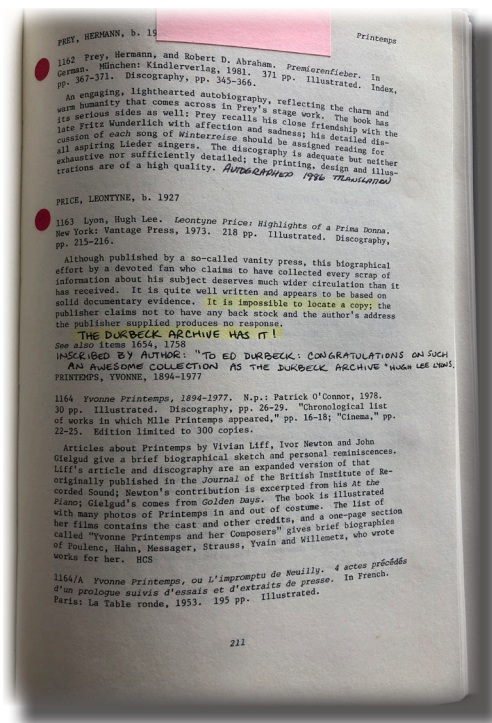 PREY, HERMANN, b. 19
Printemps
1162 Prey, Hermann, and Robert D. Abraham. Premierenfieber. In
German. München: Kindlerverlag, 1981. 371 pp. Illustrated. Index,
pp. 367-371. Discography, pp. 345-366.
An engaging, lighthearted autobiography, reflecting the charm and
warm humanity that comes across in Prey's stage work. The book has
its serious sides as well: Prey recalls his close friendship with the
late Fritz Wunderlich with affection and sadness; his detailed dis-
cussion of each song of Winterreise should be assigned reading for
all aspiring Lieder singers. The discography is adequate but neither
exhaustive nor sufficiently detailed; the printing, design and illus-
trations are of a high quality. AUTOGRAPHED 1986 TRANSLATION
PRICE, LEONTYNE, b. 1927
1163 Lyon, Hugh Lee. Leontyne Price: Highlights of a Prima Donna.
New York: Vantage Press, 1973. 218 pp. Illustrated. Discography,
pp. 215-216.
Although published by a so-called vanity press, this biographical
effort by a devoted fan who claims to have collected every scrap of
information about his subject deserves much wider circulation than it
has received. It is quite well written and appears to be based on
solid documentary evidence. It is impossible to locate a copy; the
publisher claims not to have any back stock and the author's address
the publisher supplied produces no response.
THE DURBECK ARCHIVE HAS IT!
See also items 1654, 1758
INSCRIBED BY AUTHOR: "TO ED DURBECK: CONGRATULATIONS ON SUCH
AN AWESOME COLLECTION AS THE DURBECK ARCHIVE "HUGH LEE LYONS.
PRINTEMPS, YVONNE, 1894-1977
1164 Yvonne Printemps, 1894-1977. N.p.: Patrick O'Connor, 1978.
30 pp. Illustrated. Discography, pp. 26-29. "Chronological list
of works in which Mlle Printemps appeared," pp. 16-18; "Cinema," pp.
22-25. Edition limited to 300 copies.
Articles about Printemps by Vivian Liff, Ivor Newton and John
Gielgud give a brief biographical sketch and personal reminiscences.
Liff's article and discography are an expanded version of that
originally published in the Journal of the British Institute of Re-
corded Sound; Newton's contribution is excerpted from his At the
Piano; Gielgud's comes from Golden Days. The book is illustrated
with many photos of Printemps in and out of costume. The list of
her films contains the cast and other credits, and a one-page section
called "Yvonne Printemps and her Composers" gives brief biographies
of Poulenc, Hahn, Messager, Strauss, Yvain and Willemetz, who wrote
works for her. HCS
1164/A Yvonne Printemps, ou L'impromptu de Neuilly. 4 actes précédés
d'un prologue suivis d'essais et d'extraits de presse. In French.
Paris: La Table ronde, 1953. 195 pp. Illustrated.
211